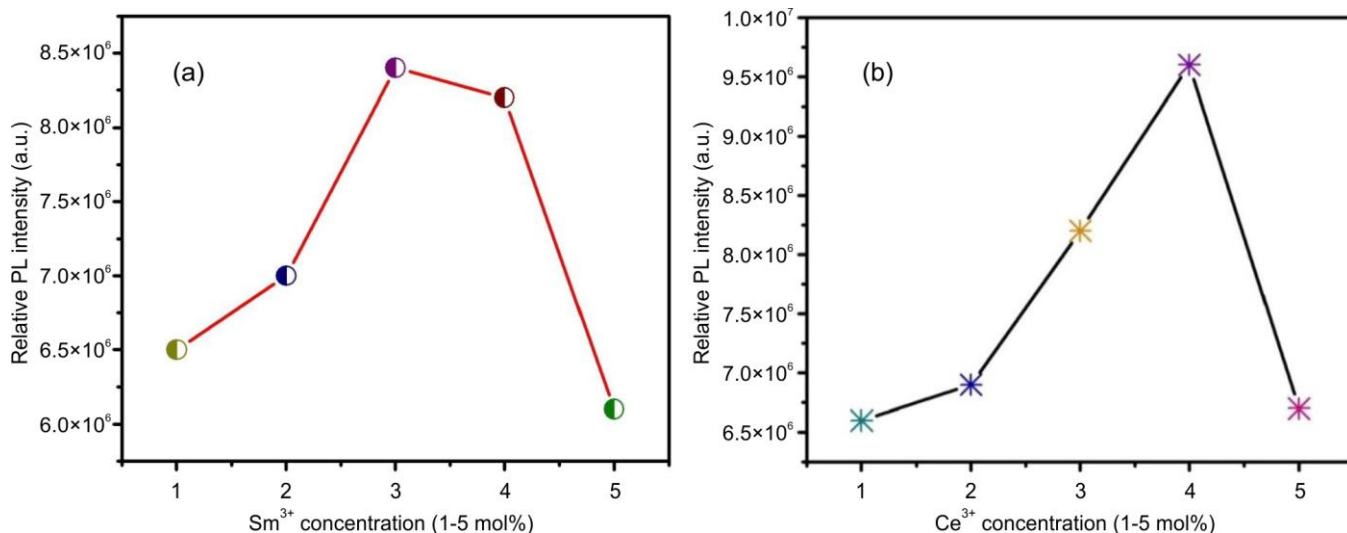 (a)
Relative PL intensity (a.u.)
8.5×10⁶
8.0×10⁶
7.5×10⁶
7.0×10⁶
6.5×10⁶
6.0×10⁶
1 2 3 4 5
Sm³⁺ concentration (1-5 mol%)
(b)
Relative PL intensity (a.u.)
1.0×10⁷
9.5×10⁶
9.0×10⁶
8.5×10⁶
8.0×10⁶
7.5×10⁶
7.0×10⁶
6.5×10⁶
1 2 3 4 5
Ce³⁺ concentration (1-5 mol%)